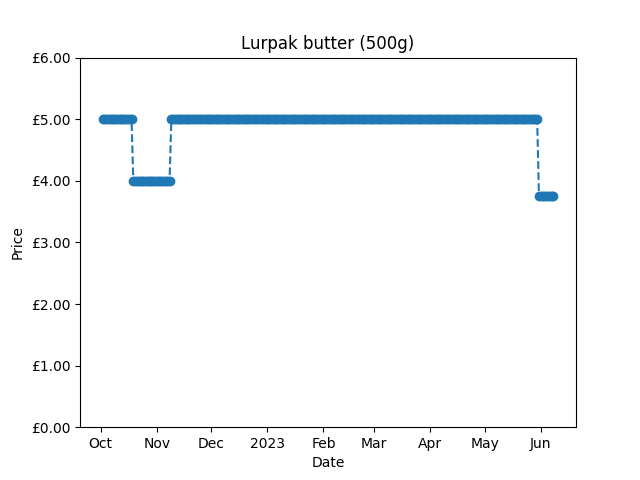 Lurpak butter (500g)
£6.00
£5.00
£4.00
£3.00
£2.00
£1.00
£0.00
Price
Oct Nov Dec 2023 Feb Mar Apr May Jun
Date